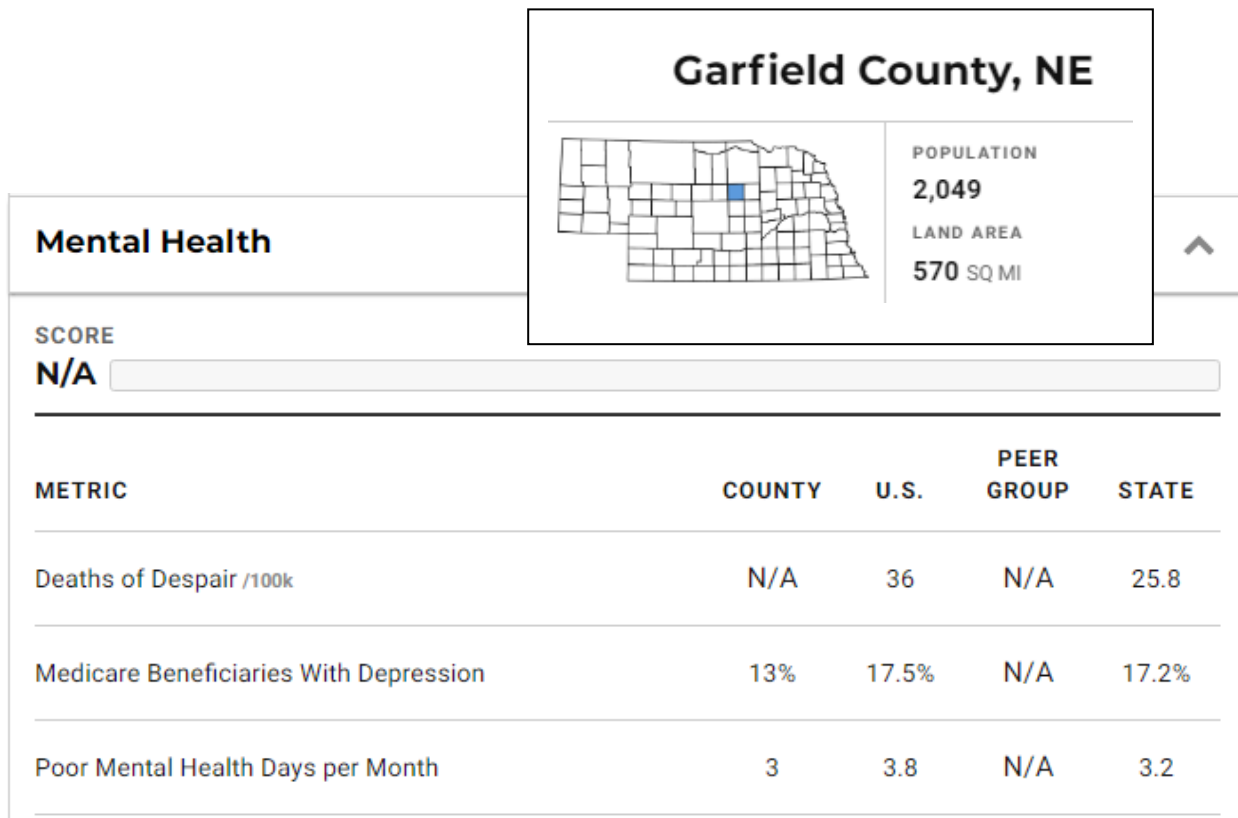 Garfield County, NE
POPULATION
2,049
LAND AREA
570 SQ MI
Mental Health
SCORE
N/A
METRIC COUNTY U.S. PEER GROUP STATE
Deaths of Despair /100k N/A 36 N/A 25.8
Medicare Beneficiaries With Depression 13% 17.5% N/A 17.2%
Poor Mental Health Days per Month 3 3.8 N/A 3.2